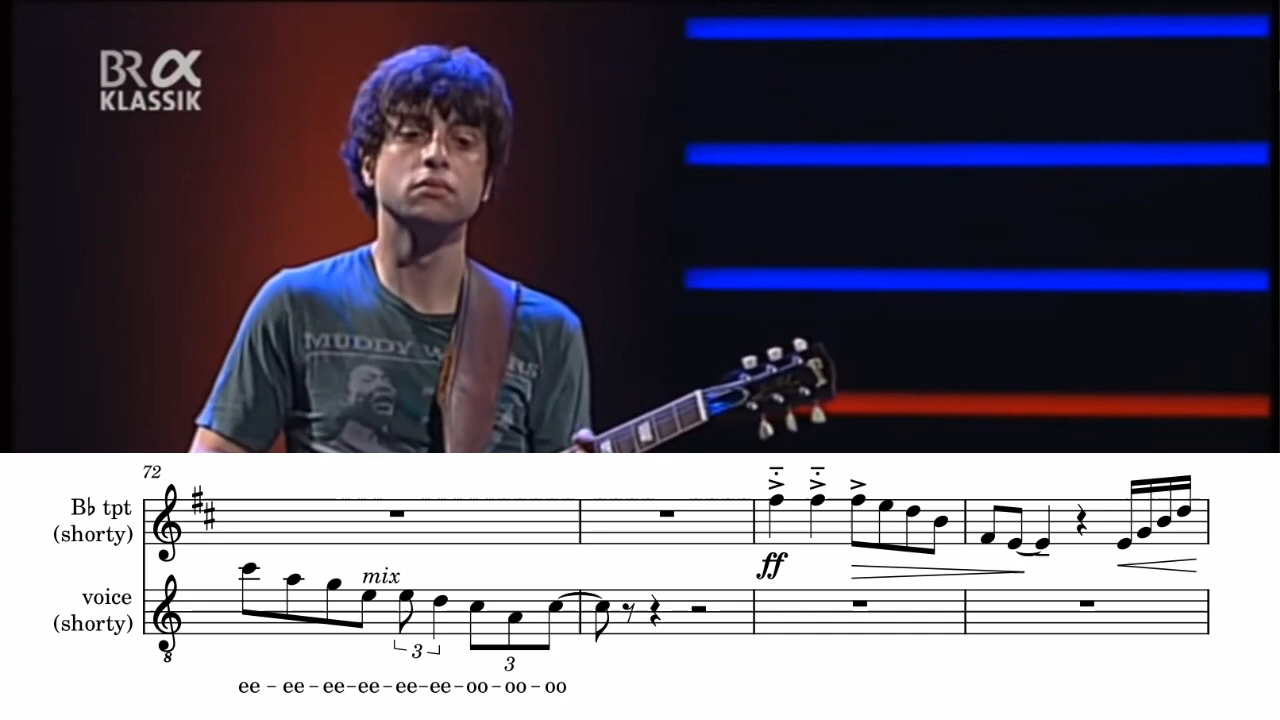 BR α
KLASSIK
MUDDY WATERS
72
B♭ tpt
(shorty)
ff
voice
(shorty)
mix
3
3
8
ee – ee – ee–ee–ee–ee–oo–oo–oo